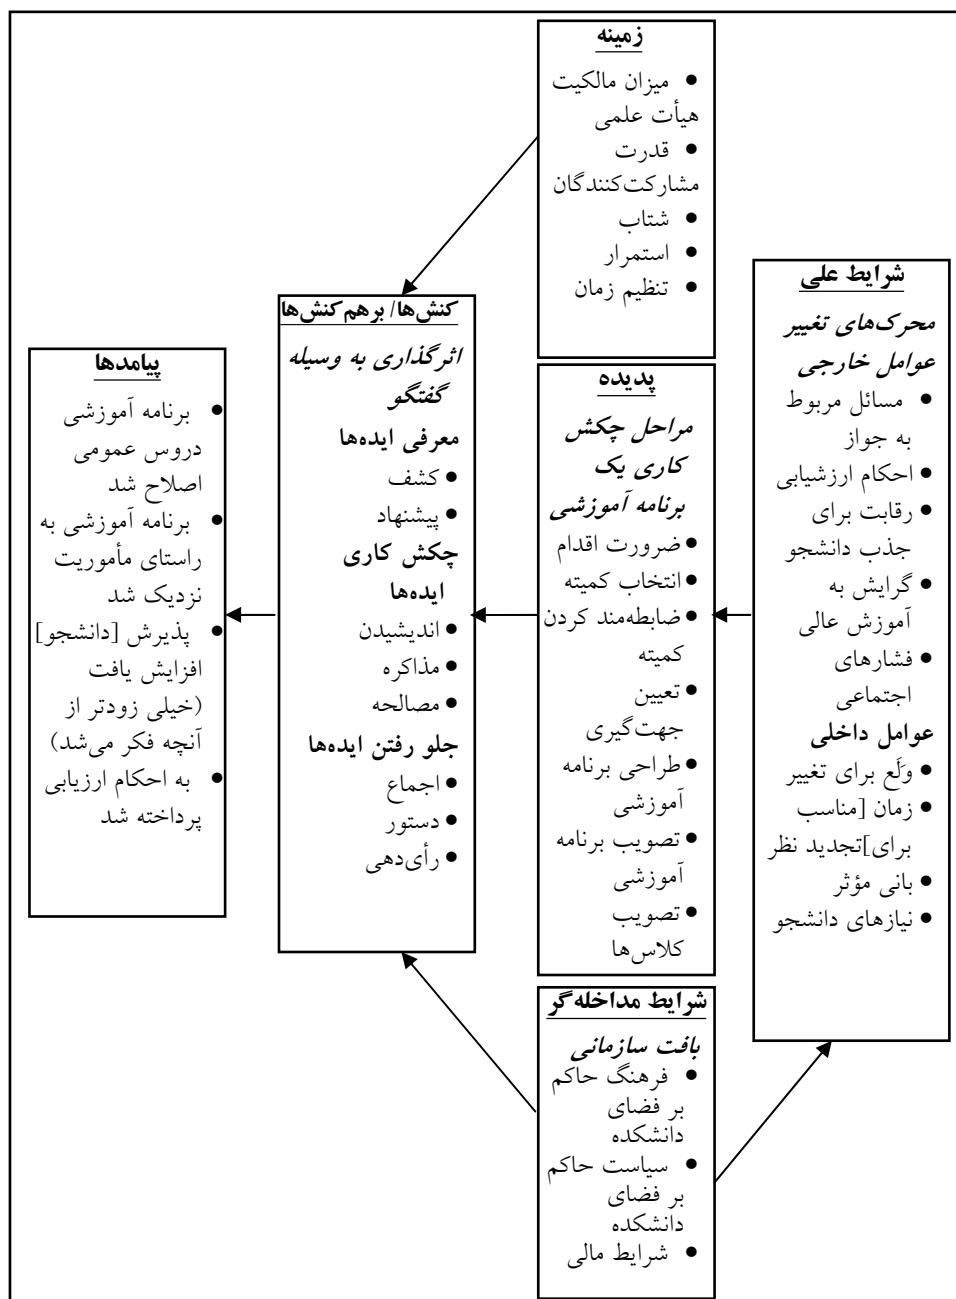 زمینه
• میزان مالکیت
هیأت علمی
• قدرت
مشارکت‌کنندگان
• شتاب
• استمرار
• تنظیم زمان
شرایط علی
محرک‌های تغییر
عوامل خارجی
• مسائل مربوط
به جواز
• احکام ارزشیابی
• رقابت برای
جذب دانشجو
• گرایش به
آموزش عالی
• فشارهای
اجتماعی
عوامل داخلی
• ولَع برای تغییر
• زمان [مناسب
برای]تجدید نظر
• بانی مؤثر
• نیازهای دانشجو
پدیده
مراحل چکش
کاری یک
برنامه آموزشی
• ضرورت اقدام
• انتخاب کمیته
• ضابطه‌مند کردن
کمیته
• تعیین
جهت‌گیری
• طراحی برنامه
آموزشی
• تصویب برنامه
آموزشی
• تصویب
کلاس‌ها
کنش‌ها/ برهم‌کنش‌ها
اثرگذاری به وسیله
گفتگو
معرفی ایده‌ها
• کشف
• پیشنهاد
چکش کاری
ایده‌ها
• اندیشیدن
• مذاکره
• مصالحه
جلو رفتن ایده‌ها
• اجماع
• دستور
• رأی‌دهی
پیامدها
• برنامه آموزشی
دروس عمومی
اصلاح شد
• برنامه آموزشی به
راستای مأموریت
نزدیک شد
• پذیرش [دانشجو]
افزایش یافت
(خیلی زودتر از
آنچه فکر می‌شد)
• به احکام ارزیابی
پرداخته شد
شرایط مداخله‌گر
بافت سازمانی
• فرهنگ حاکم
بر فضای
دانشکده
• سیاست حاکم
بر فضای
دانشکده
• شرایط مالی